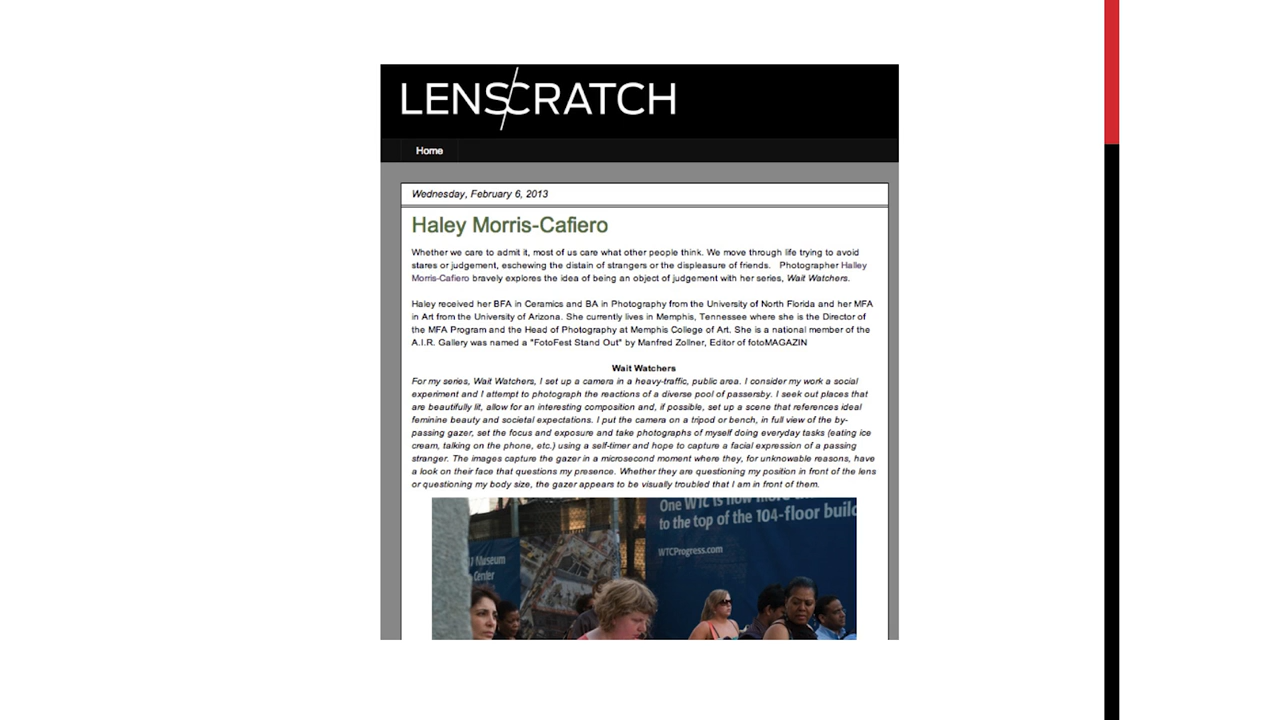 LENSCRATCH
Home
Wednesday, February 6, 2013
Haley Morris-Cafiero
Whether we care to admit it, most of us care what other people think. We move through life trying to avoid
stares or judgement, eschewing the distain of strangers or the displeasure of friends. Photographer Halley
Morris-Cafiero bravely explores the idea of being an object of judgement with her series, Wait Watchers.
Haley received her BFA in Ceramics and BA in Photography from the University of North Florida and her MFA
in Art from the University of Arizona. She currently lives in Memphis, Tennessee where she is the Director of
the MFA Program and the Head of Photography at Memphis College of Art. She is a national member of the
A.I.R. Gallery was named a "FotoFest Stand Out" by Manfred Zollner, Editor of fotoMAGAZIN
Wait Watchers
For my series, Wait Watchers, I set up a camera in a heavy-traffic, public area. I consider my work a social
experiment and I attempt to photograph the reactions of a diverse pool of passersby. I seek out places that
are beautifully lit, allow for an interesting composition and, if possible, set up a scene that references ideal
feminine beauty and societal expectations. I put the camera on a tripod or bench, in full view of the by-
passing gazer, set the focus and exposure and take photographs of myself doing everyday tasks (eating ice
cream, talking on the phone, etc.) using a self-timer and hope to capture a facial expression of a passing
stranger. The images capture the gazer in a microsecond moment where they, for unknowable reasons, have
a look on their face that questions my presence. Whether they are questioning my position in front of the lens
or questioning my body size, the gazer appears to be visually troubled that I am in front of them.
One WTC is now more
to the top of the 104-floor build
WTCProgress.com
Museum
Center